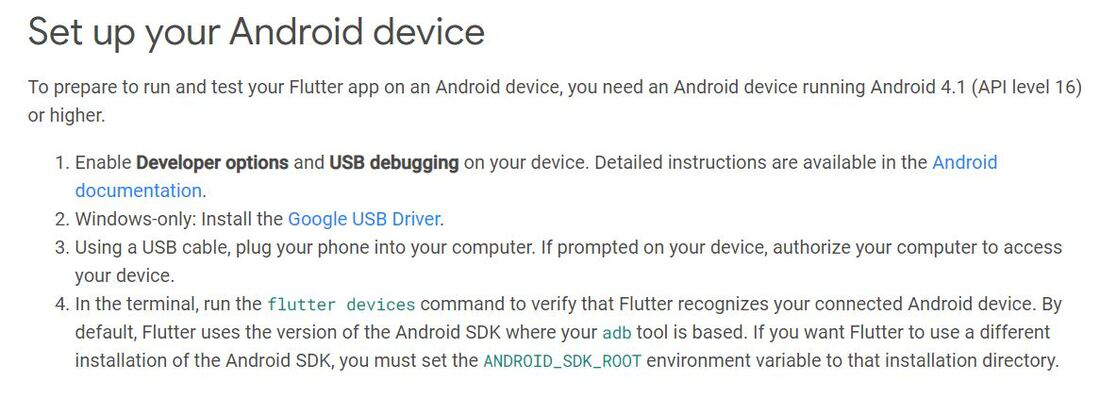 Set up your Android device
To prepare to run and test your Flutter app on an Android device, you need an Android device running Android 4.1 (API level 16)
or higher.
1. Enable Developer options and USB debugging on your device. Detailed instructions are available in the Android
documentation.
2. Windows-only: Install the Google USB Driver.
3. Using a USB cable, plug your phone into your computer. If prompted on your device, authorize your computer to access
your device.
4. In the terminal, run the flutter devices command to verify that Flutter recognizes your connected Android device. By
default, Flutter uses the version of the Android SDK where your adb tool is based. If you want Flutter to use a different
installation of the Android SDK, you must set the ANDROID_SDK_ROOT environment variable to that installation directory.